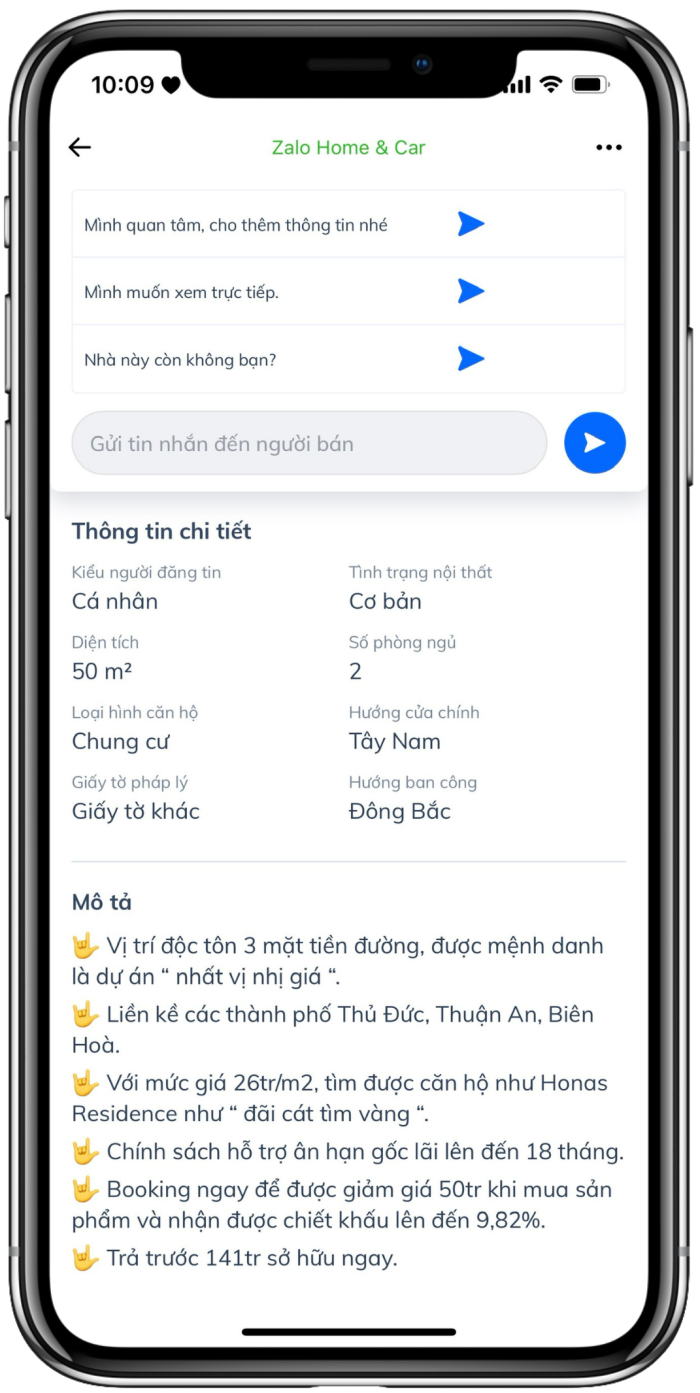 10:09
Zalo Home & Car
Mình quan tâm, cho thêm thông tin nhé
Mình muốn xem trực tiếp.
Nhà này còn không bạn?
Gửi tin nhắn đến người bán
Thông tin chi tiết
Kiểu người đăng tin
Tình trạng nội thất
Cá nhân
Cơ bản
Diện tích
Số phòng ngủ
50 m²
2
Loại hình căn hộ
Hướng cửa chính
Chung cư
Tây Nam
Giấy tờ pháp lý
Hướng ban công
Giấy tờ khác
Đông Bắc
Mô tả
🤟 Vị trí độc tôn 3 mặt tiền đường, được mệnh danh
là dự án “ nhất vị nhị giá “.
🤟 Liền kề các thành phố Thủ Đức, Thuận An, Biên
Hoà.
🤟 Với mức giá 26tr/m2, tìm được căn hộ như Honas
Residence như “ đãi cát tìm vàng “.
🤟 Chính sách hỗ trợ ân hạn gốc lãi lên đến 18 tháng.
🤟 Booking ngay để được giảm giá 50tr khi mua sản
phẩm và nhận được chiết khấu lên đến 9,82%.
🤟 Trả trước 141tr sở hữu ngay.